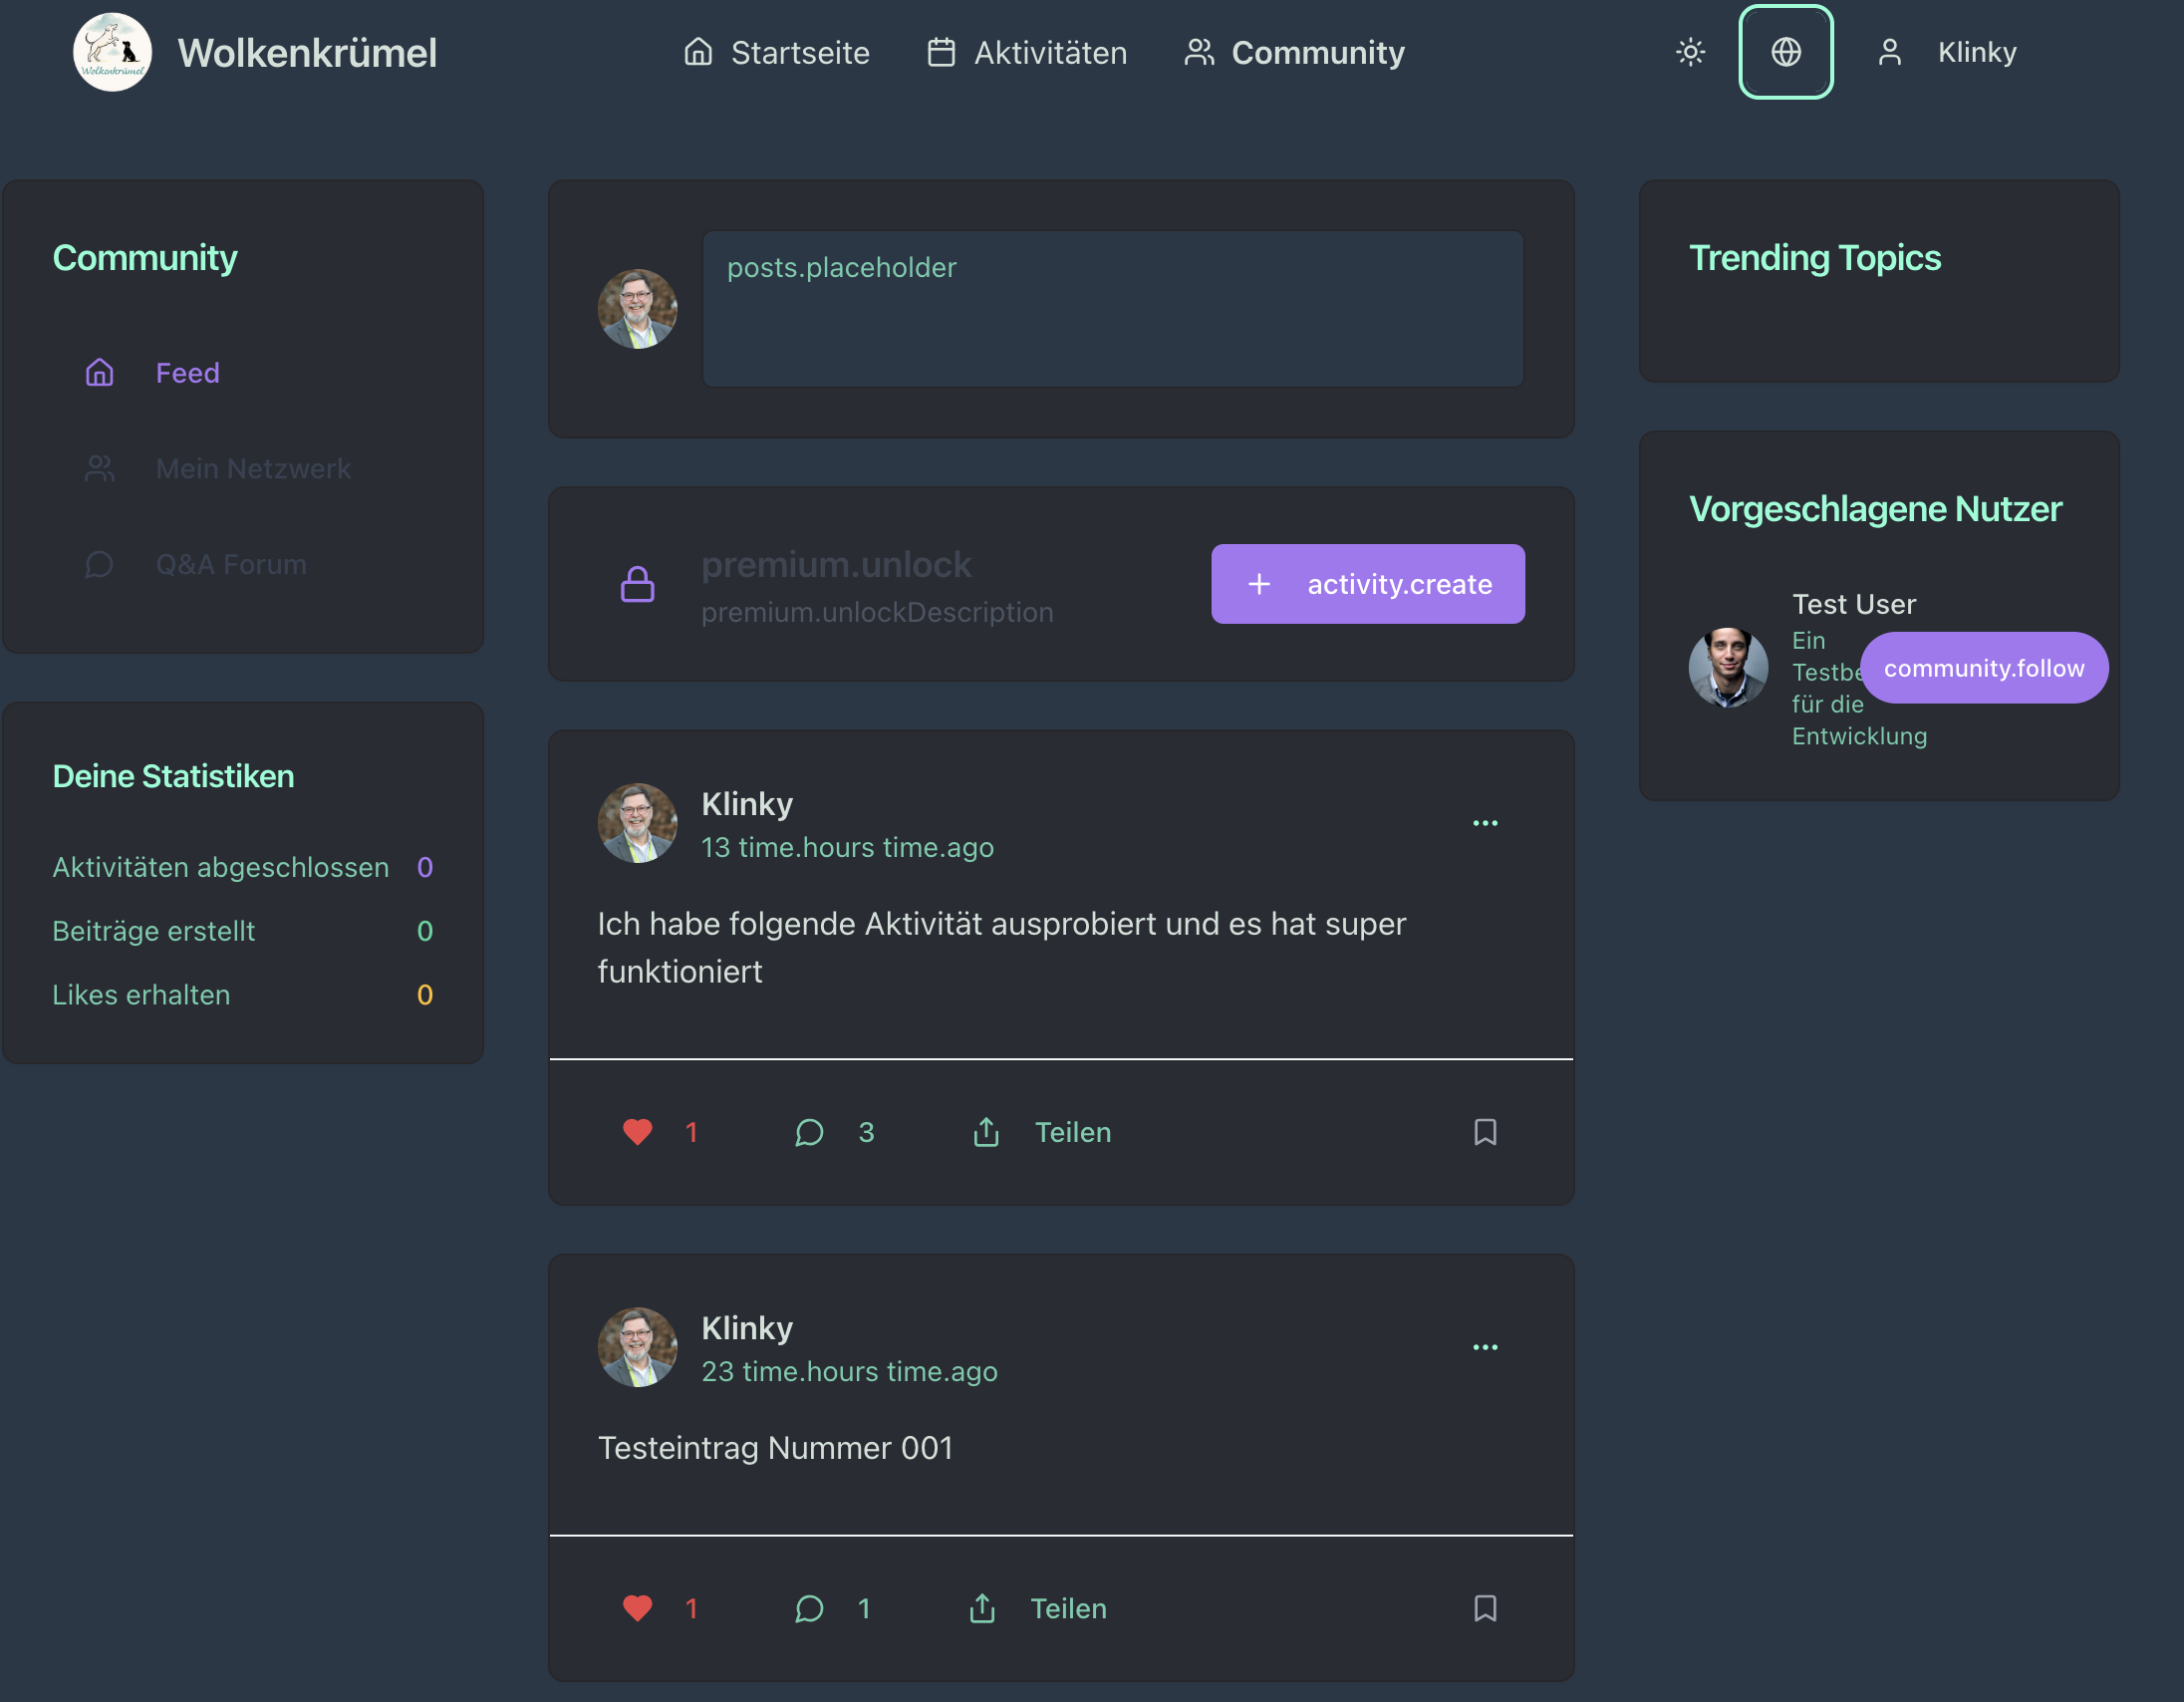 Wolkenkrümel
Wolkenkrümel
Startseite
Aktivitäten
Community
Klinky
Community
Feed
Mein Netzwerk
Q&A Forum
Deine Statistiken
Aktivitäten abgeschlossen 0
Beiträge erstellt 0
Likes erhalten 0
posts.placeholder
premium.unlock
premium.unlockDescription
activity.create
Klinky
13 time.hours time.ago
Ich habe folgende Aktivität ausprobiert und es hat super
funktioniert
1 3 Teilen
Klinky
23 time.hours time.ago
Testeintrag Nummer 001
1 1 Teilen
Trending Topics
Vorgeschlagene Nutzer
Test User
Ein
Testbe
für die
Entwicklung
community.follow